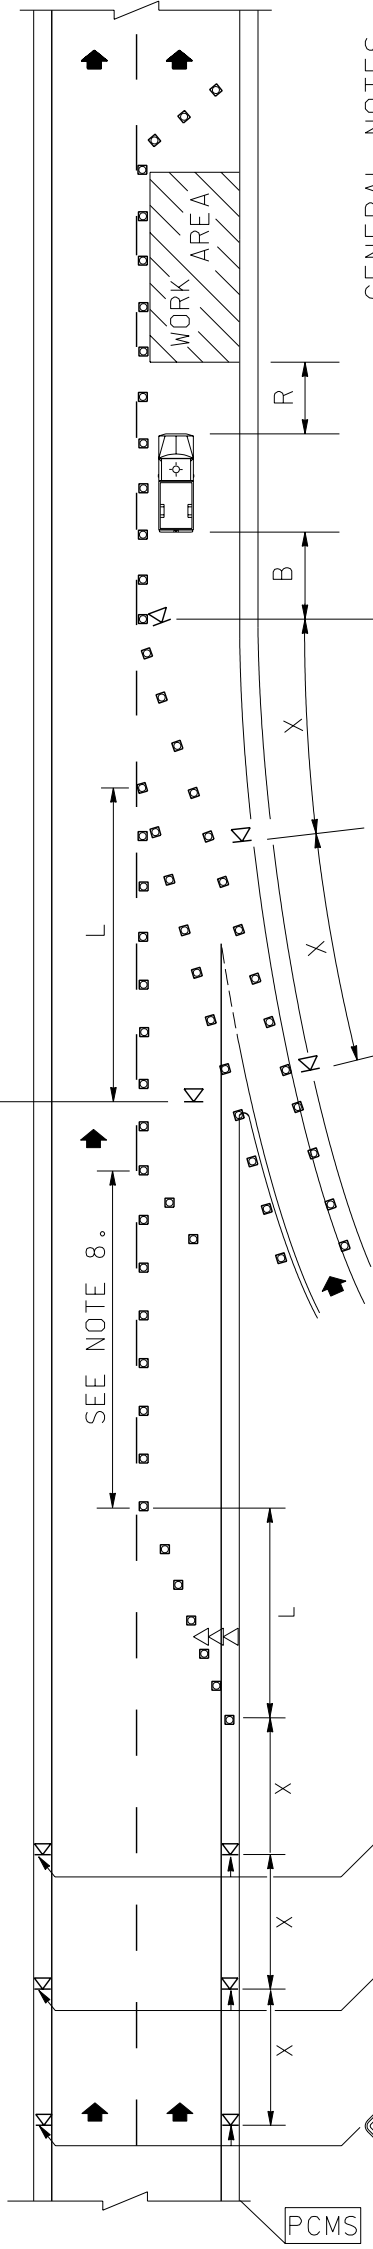 GENERAL NOTES
WORK AREA
R
B
X
X
L
SEE NOTE 8.
L
X
X
X
PCMS